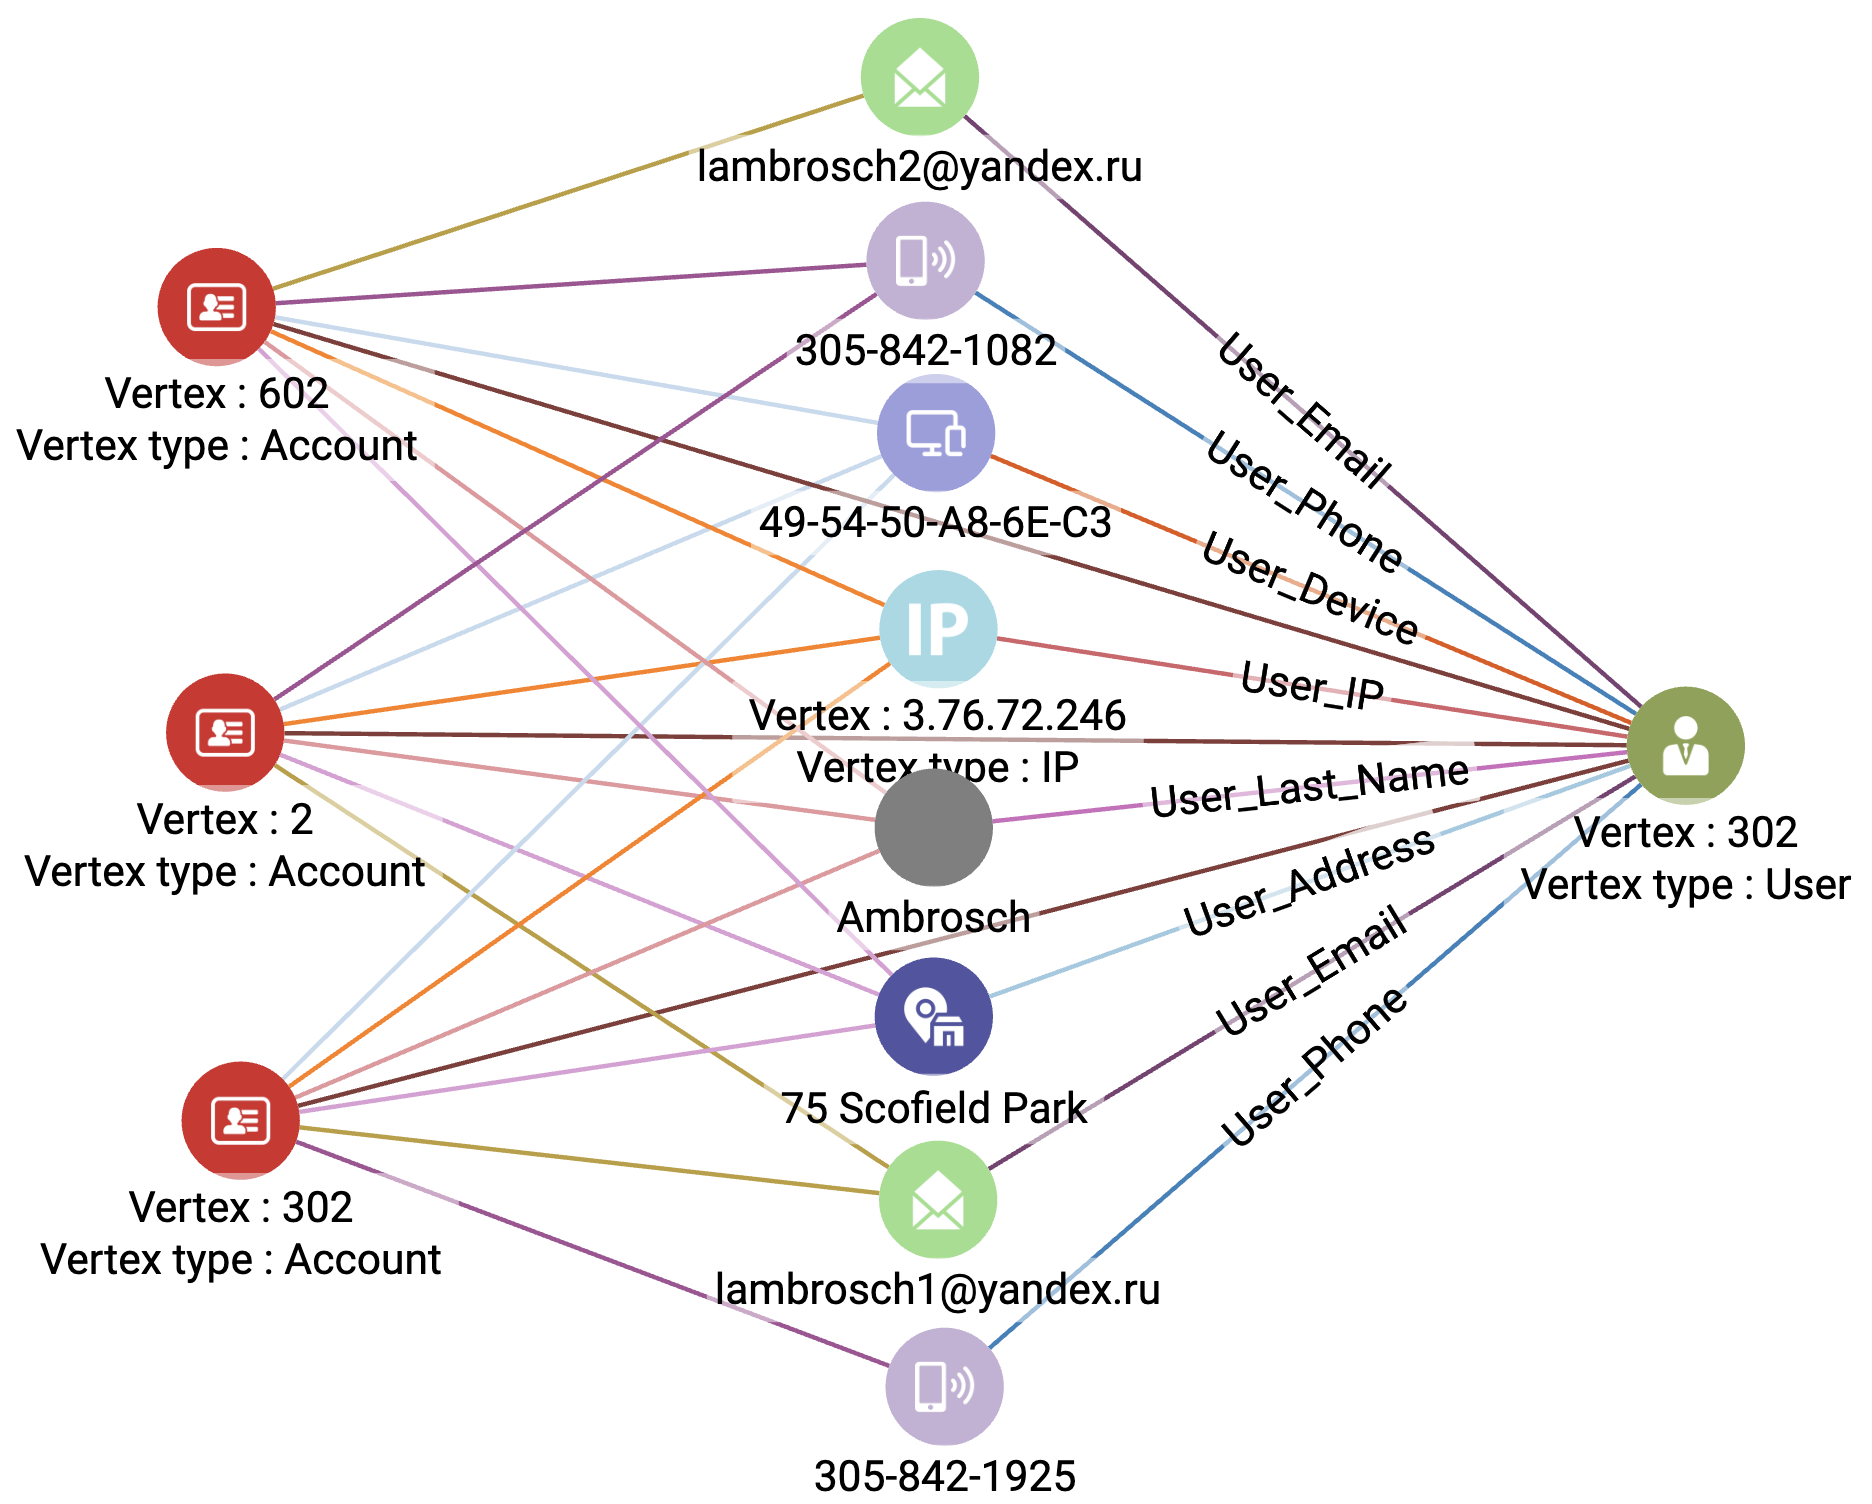 lambrosch2@yandex.ru
305-842-1082
Vertex : 602
Vertex type : Account
49-54-50-A8-6E-C3
IP
Vertex : 3.76.72.246
Vertex type : IP
Vertex : 2
Vertex type : Account
Ambrosch
75 Scofield Park
Vertex : 302
Vertex type : Account
lambrosch1@yandex.ru
305-842-1925
User_Email
User_Phone
User_Device
User_IP
User_Last_Name
User_Address
User_Email
User_Phone
Vertex : 302
Vertex type : User